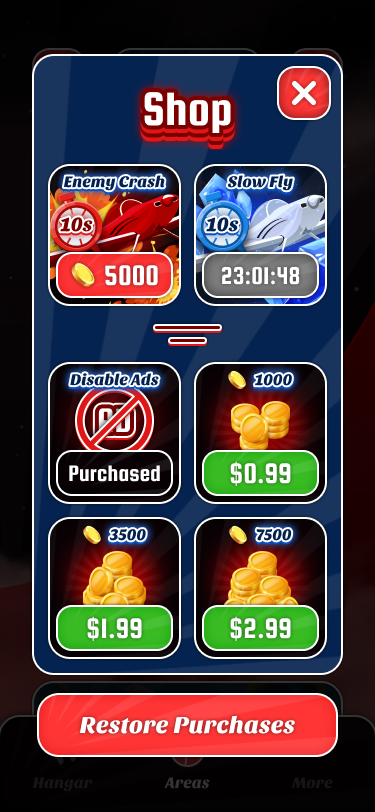 Shop
Enemy Crash
10s
5000
Slow Fly
10s
23:01:48
Disable Ads
AD
Purchased
1000
$0.99
3500
$1.99
7500
$2.99
Restore Purchases
Hangar
Areas
More